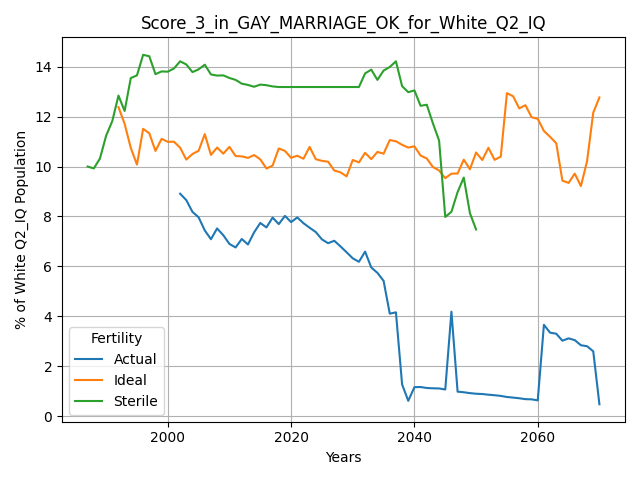 Score_3_in_GAY_MARRIAGE_OK_for_White_Q2_IQ
% of White Q2_IQ Population
14
12
10
8
6
4
2
0
Fertility
Actual
Ideal
Sterile
2000
2020
2040
2060
Years